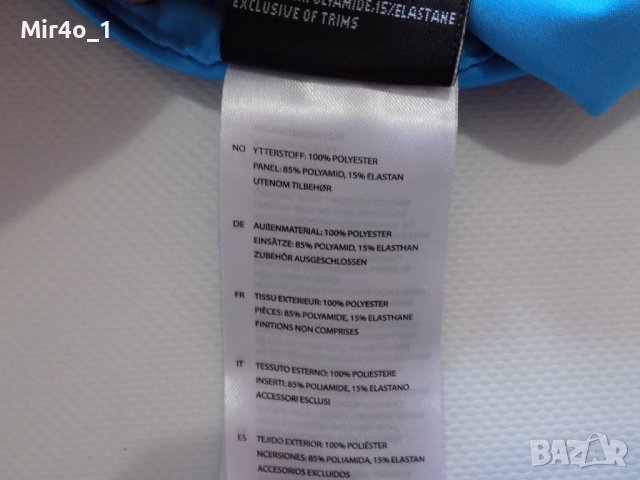 Mir4o_1
POLYAMIDE.15%ELASTANE
EXCLUSIVE OF TRIMS
NO YTTERSTOFF: 100% POLYESTER
PANEL: 85% POLYAMID, 15% ELASTAN
UTENOM TILBEHØR
DE AUßENMATERIAL: 100% POLYESTER
EINSÄTZE: 85% POLYAMID, 15% ELASTHAN
ZUBEHÖR AUSGESCHLOSSEN
FR TISSU EXTERIEUR: 100% POLYESTER
PIÈCES: 85% POLYAMIDE, 15% ELASTHANE
FINITIONS NON COMPRISES
IT TESSUTO ESTERNO: 100% POLIESTERE
INSERTI: 85% POLIAMIDE, 15% ELASTANO
ACCESSORI ESCLUSI
ES TEJIDO EXTERIOR: 100% POLIÉSTER
NCERSIONES: 85% POLIAMIDA, 15% ELASTAN
ACCESORIOS EXCLUIDOS
BAZAR